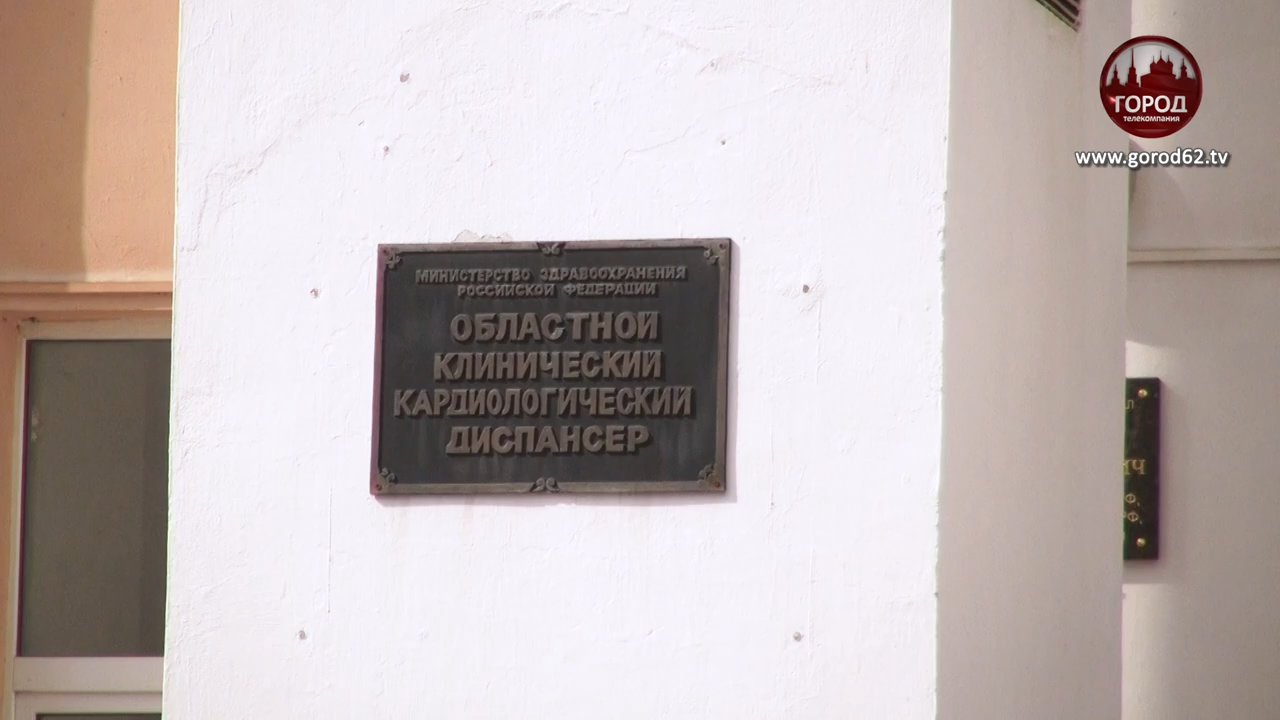 ГОРОД
телекомпания
www.gorod62.tv
МИНИСТЕРСТВО ЗДРАВООХРАНЕНИЯ
РОССИЙСКОЙ ФЕДЕРАЦИИ
ОБЛАСТНОЙ
КЛИНИЧЕСКИЙ
КАРДИОЛОГИЧЕСКИЙ
ДИСПАНСЕР